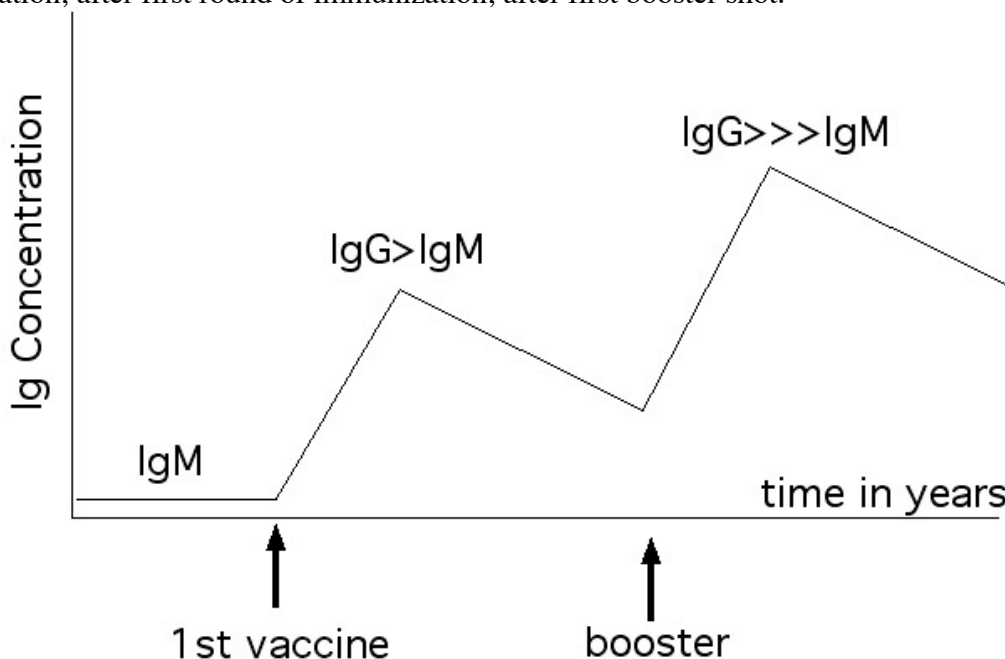 ation, after first round of immunization, after first booster shot.
IgG>>>IgM
IgG>IgM
Ig Concentration
IgM
time in years
1st vaccine
booster